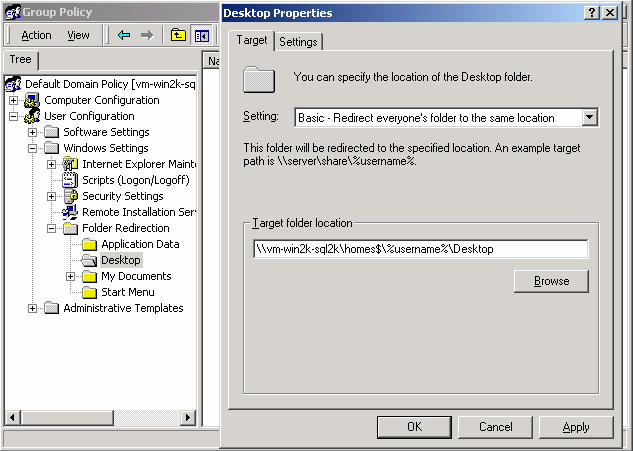 Group Policy
Action View
Tree
Na
Default Domain Policy [vm-win2k-sq
Computer Configuration
User Configuration
Software Settings
Windows Settings
Internet Explorer Maint
Scripts (Logon/Logoff)
Security Settings
Remote Installation Ser
Folder Redirection
Application Data
Desktop
My Documents
Start Menu
Administrative Templates
Desktop Properties
Target Settings
You can specify the location of the Desktop folder.
Setting: Basic - Redirect everyone's folder to the same location
This folder will be redirected to the specified location. An example target
path is \\server\share\%username%.
Target folder location
\\vm-win2k-sql2k\homes$\%username%\Desktop
Browse
OK Cancel Apply